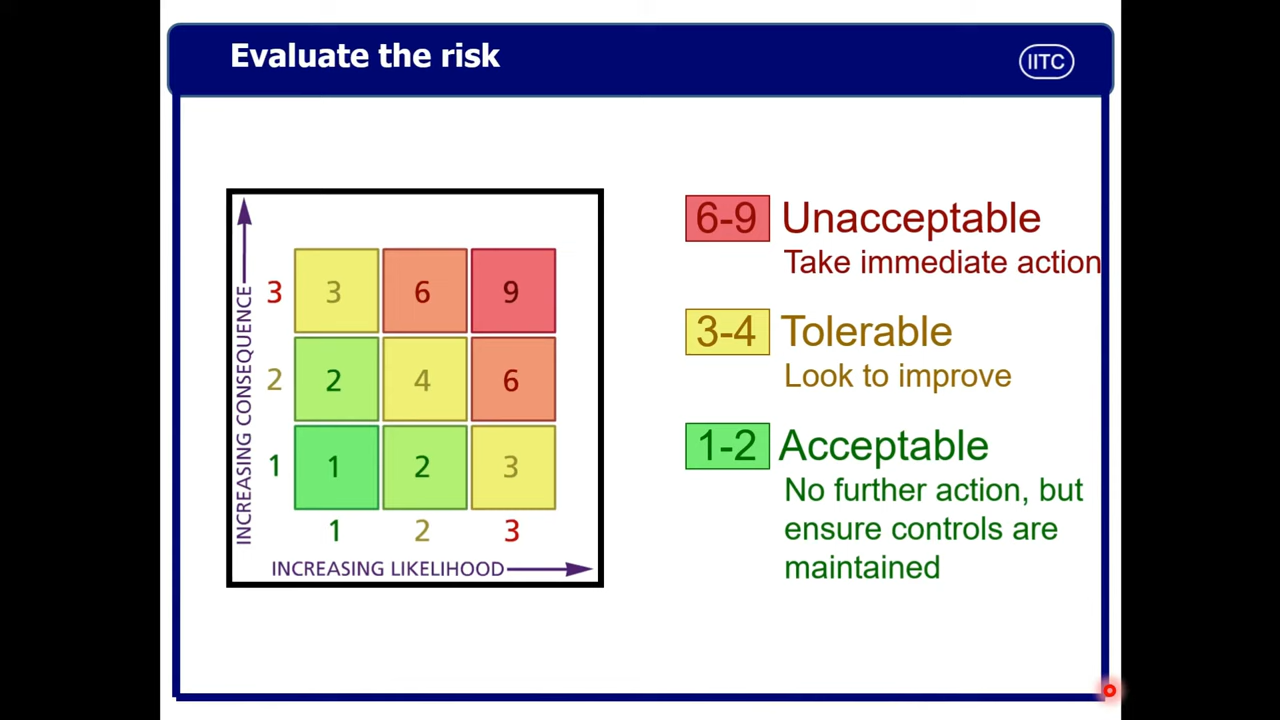 Evaluate the risk
IITC
INCREASING CONSEQUENCE
3 3 6 9
2 2 4 6
1 1 2 3
1 2 3
INCREASING LIKELIHOOD
6-9 Unacceptable
Take immediate action
3-4 Tolerable
Look to improve
1-2 Acceptable
No further action, but
ensure controls are
maintained